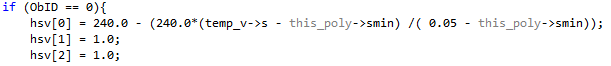 if (ObID == 0){
    hsv[0] = 240.0 - (240.0*(temp_v->s - this_poly->smin) /( 0.05 - this_poly->smin));
    hsv[1] = 1.0;
    hsv[2] = 1.0;